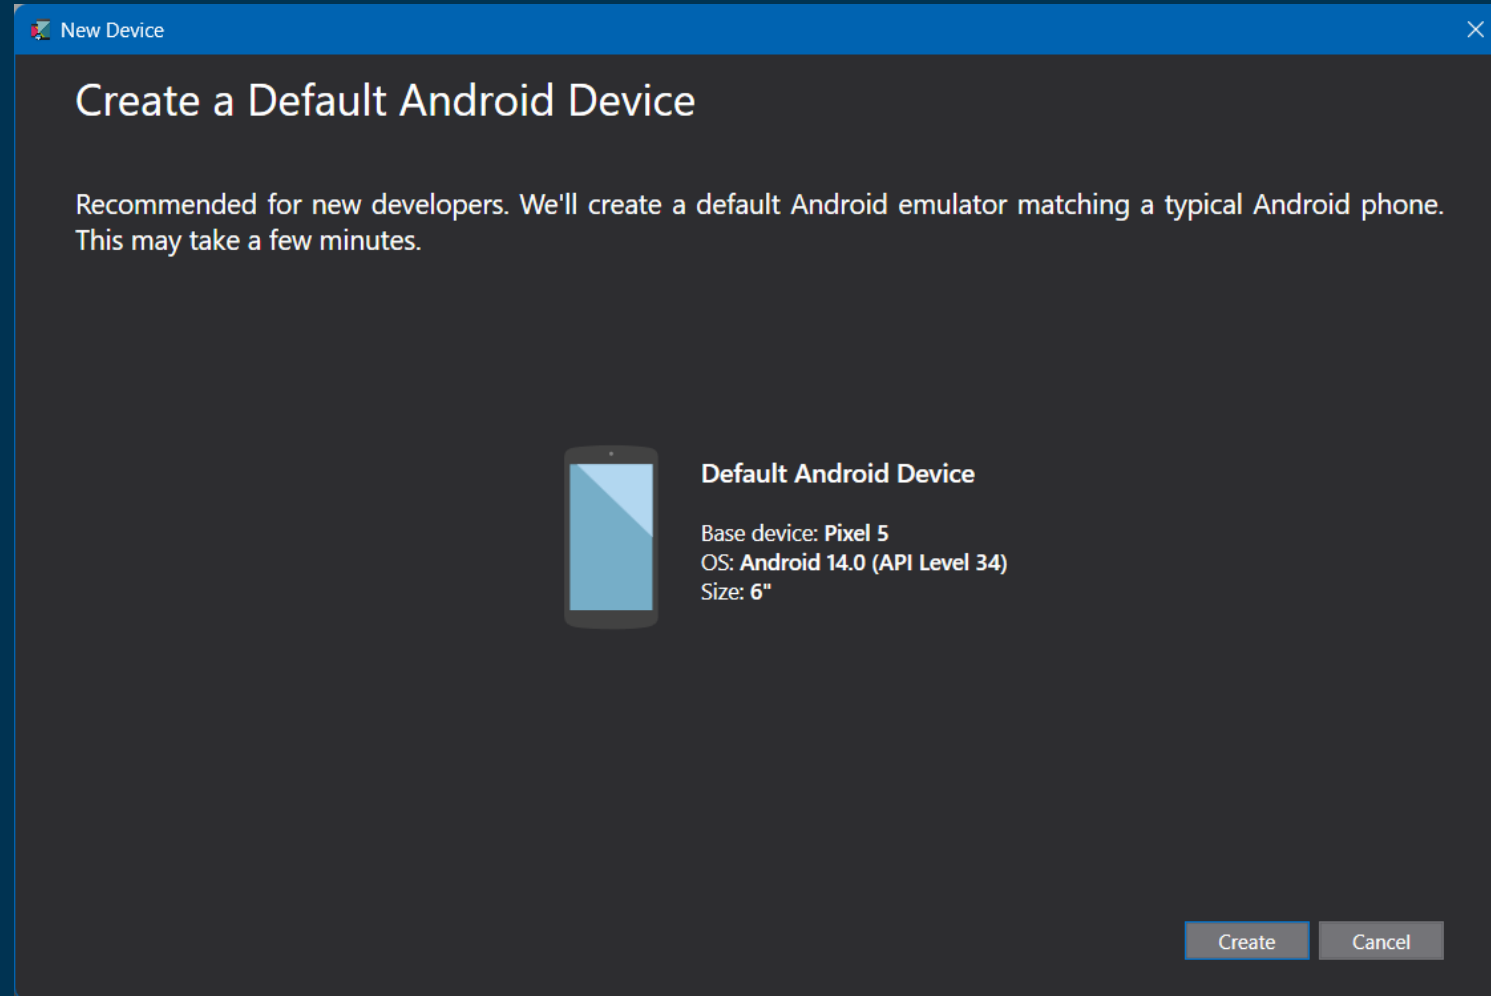 New Device
Create a Default Android Device
Recommended for new developers. We'll create a default Android emulator matching a typical Android phone.
This may take a few minutes.
Default Android Device
Base device: Pixel 5
OS: Android 14.0 (API Level 34)
Size: 6"
Create
Cancel